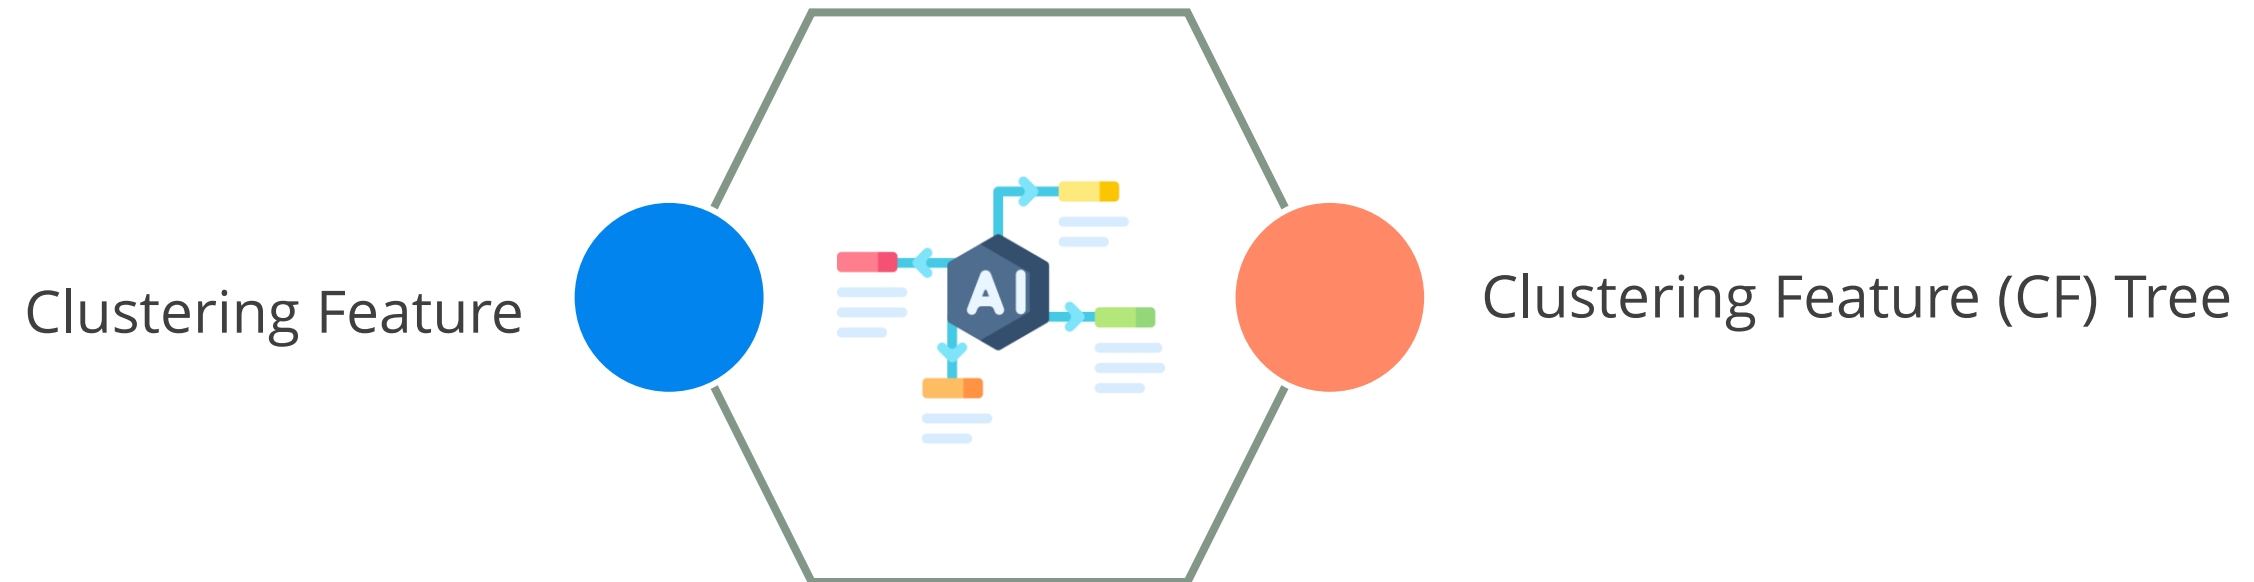 Clustering Feature
AI
Clustering Feature (CF) Tree